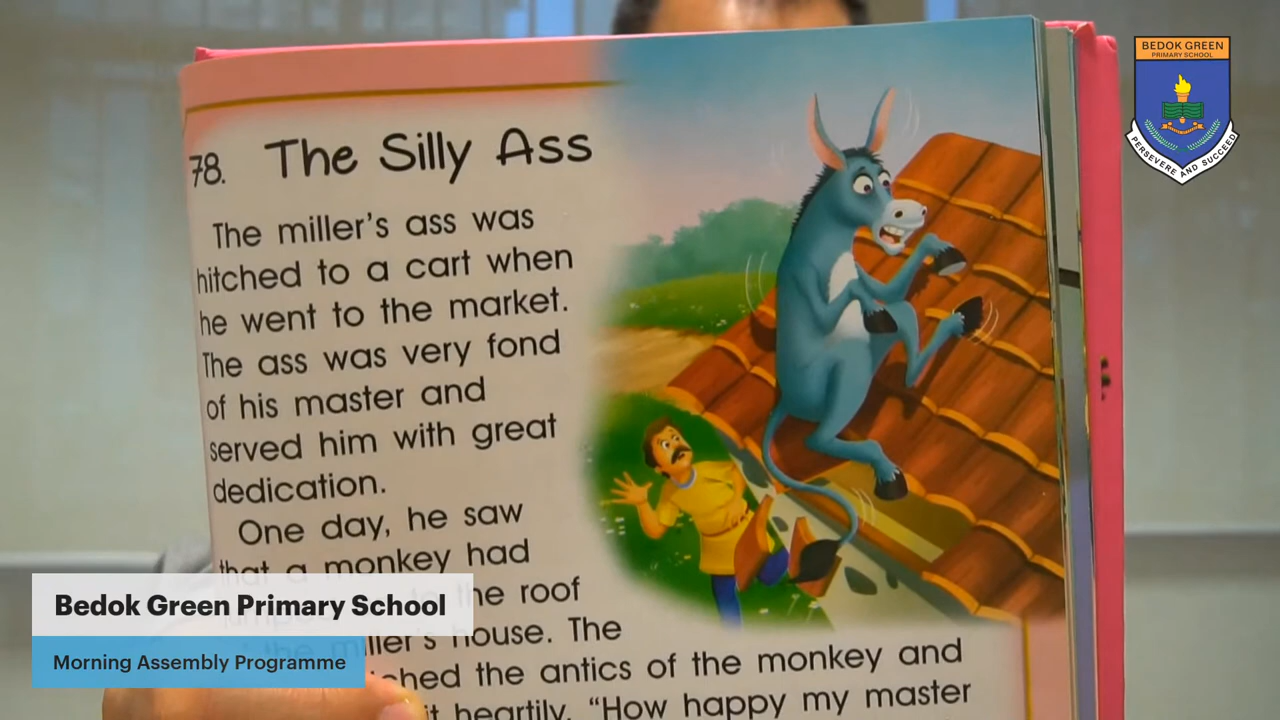 78. The Silly Ass
The miller's ass was
hitched to a cart when
he went to the market.
The ass was very fond
of his master and
served him with great
dedication.
One day, he saw
that a monkey had
the roof
house. The
the antics of the monkey and
it heartily. "How happy my master
BEDOK GREEN
PRIMARY SCHOOL
PERSEVERE AND SUCCEED
Bedok Green Primary School
Morning Assembly Programme